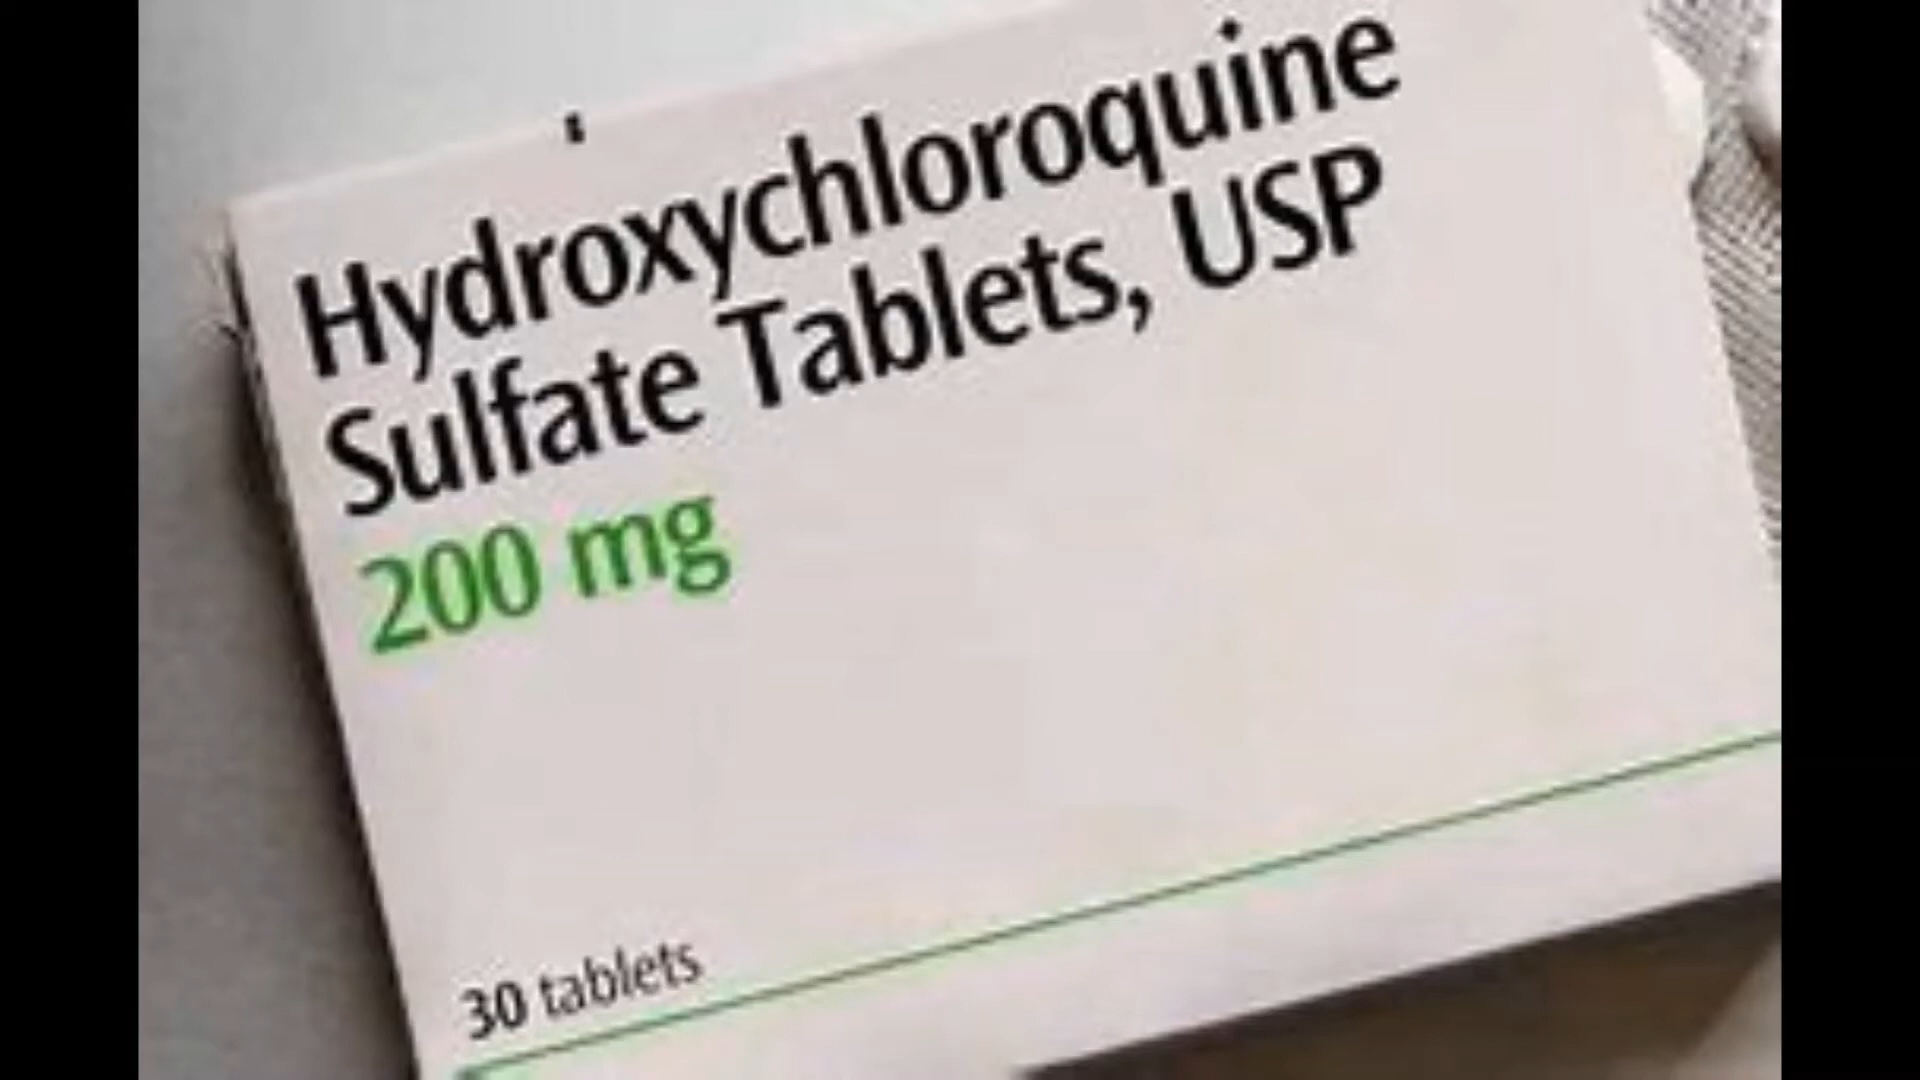 Hydroxychloroquine
Sulfate Tablets, USP
200 mg
30 tablets